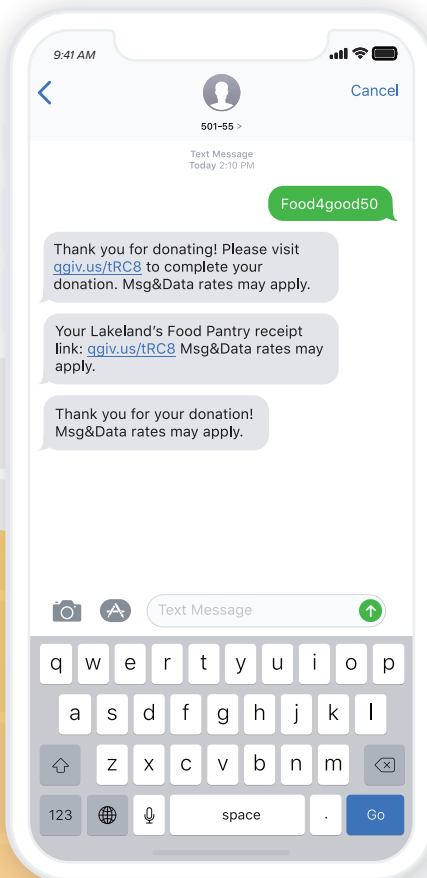 9:41 AM
Cancel
501-55 >
Text Message
Today 2:10 PM
Food4good50
Thank you for donating! Please visit
qgiv.us/tRC8 to complete your
donation. Msg&Data rates may apply.
Your Lakeland's Food Pantry receipt
link: qgiv.us/tRC8 Msg&Data rates may
apply.
Thank you for your donation!
Msg&Data rates may apply.
Text Message
q w e r t y u i o p
a s d f g h j k l
z x c v b n m
123 space . Go